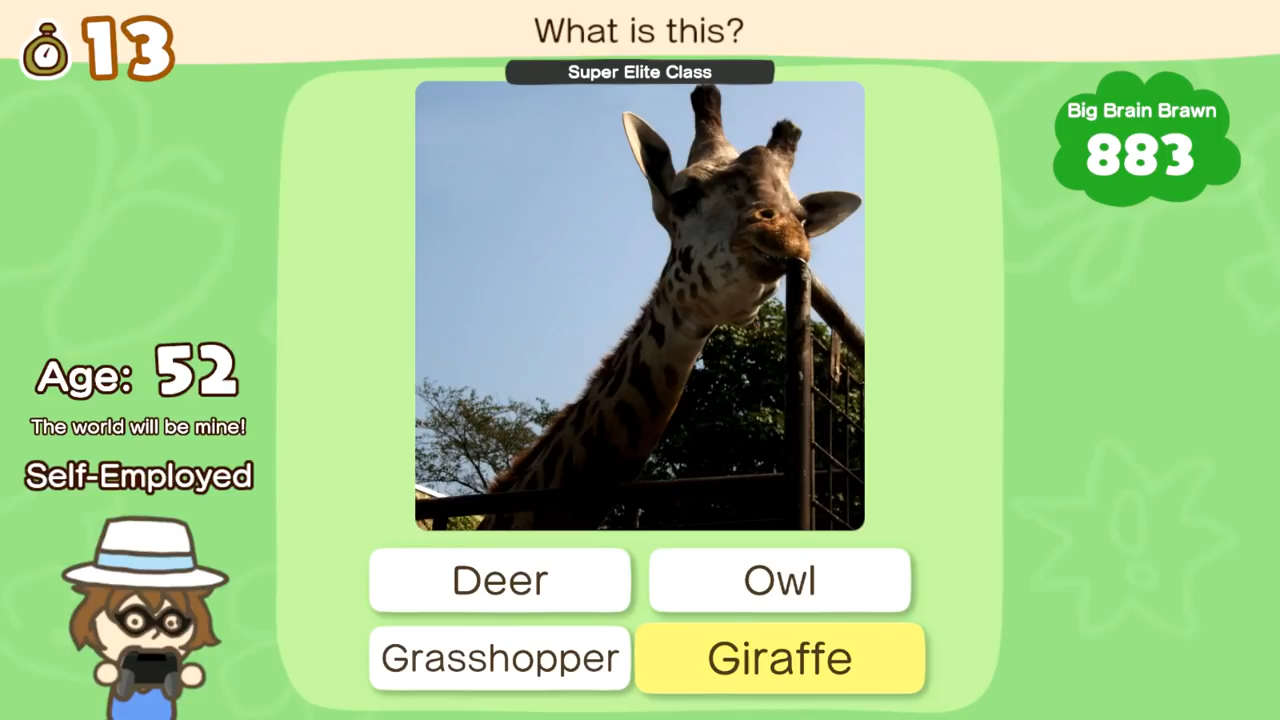 13
What is this?
Super Elite Class
Big Brain Brawn
883
Age: 52
The world will be mine!
Self-Employed
Deer
Owl
Grasshopper
Giraffe